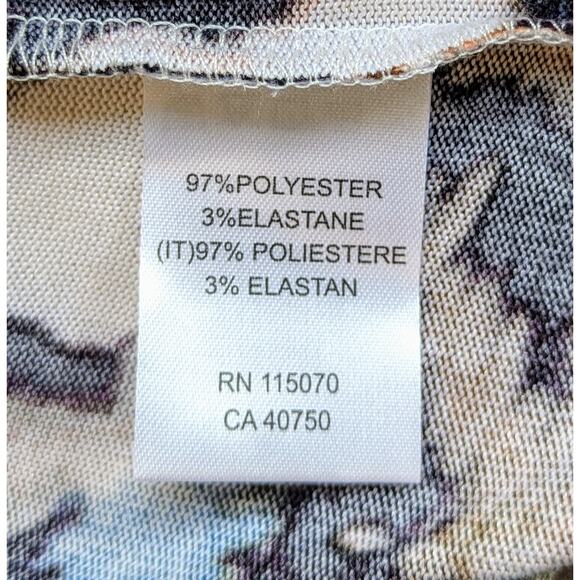 97%POLYESTER
3%ELASTANE
(IT)97% POLIESTERE
3% ELASTAN
RN 115070
CA 40750